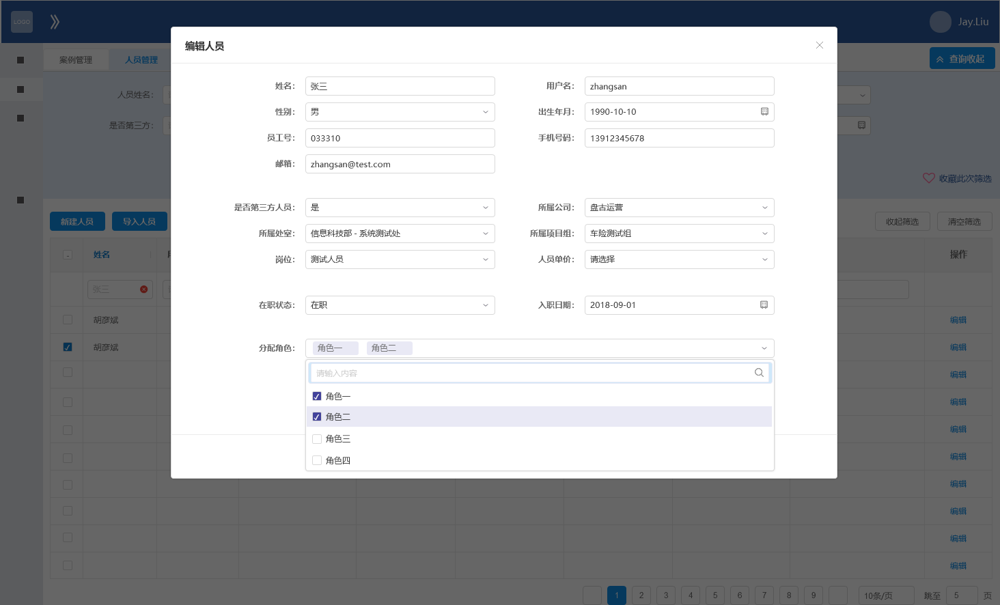 LOGO
Jay.Liu
编辑人员
案例管理 人员管理
查询收起
姓名: 张三 用户名: zhangsan
人员姓名:
性别: 男 出生年月: 1990-10-10
是否第三方:
员工号: 033310 手机号码: 13912345678
邮箱: zhangsan@test.com
收藏此次筛选
是否第三方人员: 是 所属公司: 盘古运营
新建人员 导入人员 收起筛选 清空筛选
所属处室: 信息科技部 - 系统测试处 所属项目组: 车险测试组
姓名 操作
岗位: 测试人员 人员单价: 请选择
张三
在职状态: 在职 入职日期: 2018-09-01
胡彦斌 编辑
胡彦斌 编辑
分配角色: 角色一 角色二
请输入内容
编辑
角色一
编辑
角色二
编辑
角色三
编辑
角色四
编辑
编辑
编辑
编辑
1 2 3 4 5 6 7 8 9 10条/页 跳至 5 页